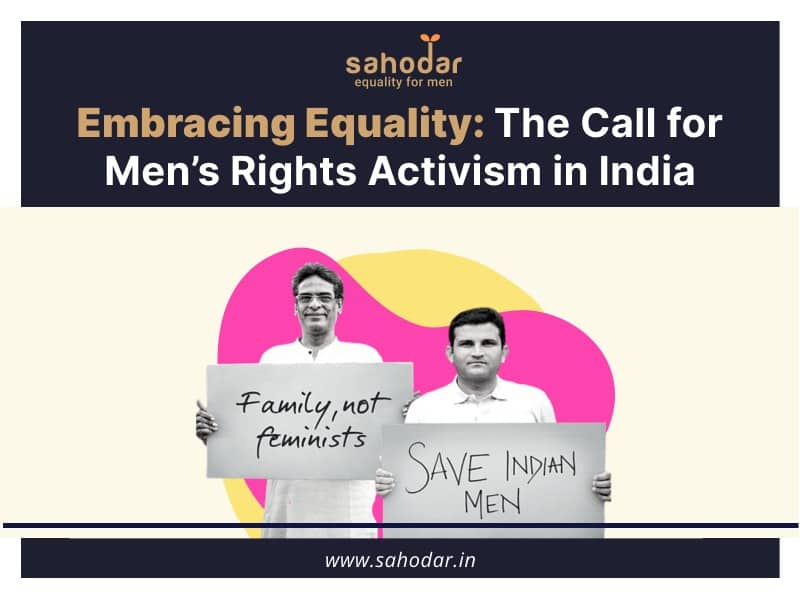 sahodar
equality for men
Embracing Equality: The Call for
Men’s Rights Activism in India
Family, not
feminists
SAVE INDIAN
MEN
www.sahodar.in